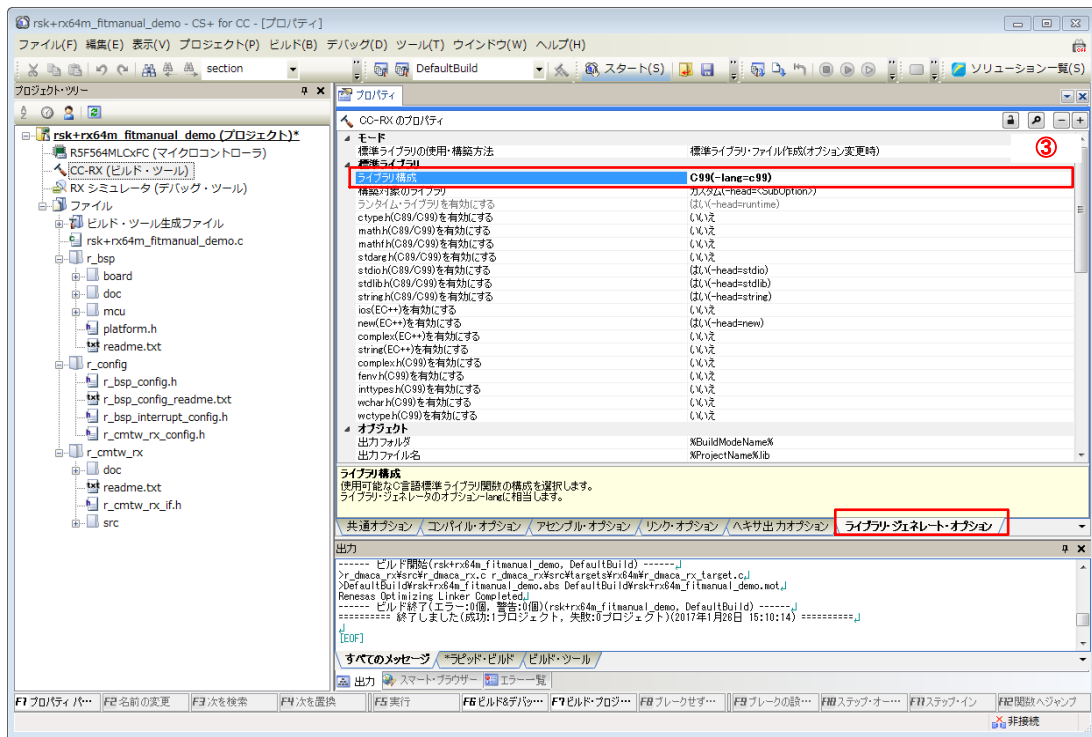 rsk+rx64m_fitmanual_demo - CS+ for CC - [プロパティ]
ファイル(F) 編集(E) 表示(V) プロジェクト(P) ビルド(B) デバッグ(D) ツール(T) ウインドウ(W) ヘルプ(H)
section DefaultBuild スタート(S) ソリューション一覧(S)
プロジェクト・ツリー
rsk+rx64m_fitmanual_demo (プロジェクト)*
R5F564MLCxFC (マイクロコントローラ)
CC-RX (ビルド・ツール)
RX シミュレータ (デバッグ・ツール)
ファイル
ビルド・ツール生成ファイル
rsk+rx64m_fitmanual_demo.c
r_bsp
board
doc
mcu
platform.h
readme.txt
r_config
r_bsp_config.h
r_bsp_config_readme.txt
r_bsp_interrupt_config.h
r_cmtw_rx_config.h
r_cmtw_rx
doc
readme.txt
r_cmtw_rx_if.h
src
プロパティ
CC-RX のプロパティ
③
モード
標準ライブラリの使用・構築方法 標準ライブラリ・ファイル作成(オプション変更時)
標準ライブラリ
ライブラリ構成 C99(-lang=c99)
構築対象のライブラリ カスタム(-head=<SubOption>)
ランタイム・ライブラリを有効にする (はい(-head=runtime)
ctype.h(C89/C99)を有効にする いいえ
math.h(C89/C99)を有効にする いいえ
mathf.h(C89/C99)を有効にする いいえ
stdarg.h(C89/C99)を有効にする いいえ
stdio.h(C89/C99)を有効にする はい(-head=stdio)
stdlib.h(C89/C99)を有効にする はい(-head=stdlib)
string.h(C89/C99)を有効にする はい(-head=string)
ios(EC++)を有効にする いいえ
new(EC++)を有効にする はい(-head=new)
complex(EC++)を有効にする いいえ
string(EC++)を有効にする いいえ
complex.h(C99)を有効にする いいえ
fenv.h(C99)を有効にする いいえ
inttypes.h(C99)を有効にする いいえ
wchar.h(C99)を有効にする いいえ
wctype.h(C99)を有効にする いいえ
オブジェクト
出力フォルダ %BuildModeName%
出力ファイル名 %ProjectName%.lib
ライブラリ構成
使用可能なC言語標準ライブラリ関数の構成を選択します。
ライブラリ・ジェネレータのオプション-langに相当します。
共通オプション コンパイル・オプション アセンブル・オプション リンク・オプション ヘキサ出力オプション ライブラリ・ジェネレート・オプション
出力
------ ビルド開始(rsk+rx64m_fitmanual_demo, DefaultBuild) ------↓
>r_dmaca_rx¥src¥r_dmaca_rx.c r_dmaca_rx¥src¥targets¥rx64m¥r_dmaca_rx_target.c↓
>DefaultBuild¥rsk+rx64m_fitmanual_demo.abs DefaultBuild¥rsk+rx64m_fitmanual_demo.mot↓
Renesas Optimizing Linker Completed↓
------ ビルド終了(エラー:0個, 警告:0個)(rsk+rx64m_fitmanual_demo, DefaultBuild) ------↓
========== 終了しました(成功:1プロジェクト, 失敗:0プロジェクト)(2017年1月26日 15:10:14) ==========↓
↓
[EOF]
すべてのメッセージ *ラピッド・ビルド ビルド・ツール
出力 スマート・ブラウザー エラー一覧
F1 プロパティ パ… F2 名前の変更 F3 次を検索 F4 次を置換 F5 実行 F6 ビルド&デバッ… F7 ビルド・プロジ… F8 ブレークせず… F9 ブレークの設… F10 ステップ・オー… F11 ステップ・イン F12 関数へジャンプ
非接続